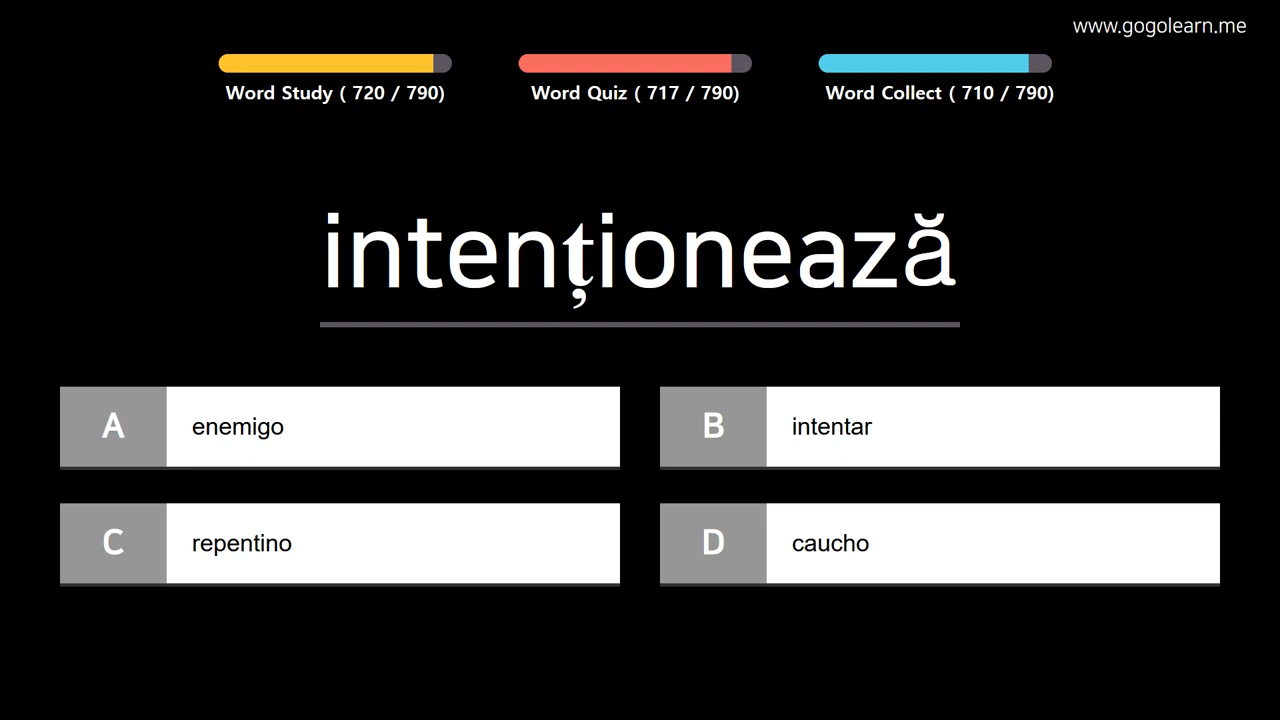 www.gogolearn.me
Word Study ( 720 / 790)
Word Quiz ( 717 / 790)
Word Collect ( 710 / 790)
intenționează
A enemigo
B intentar
C repentino
D caucho